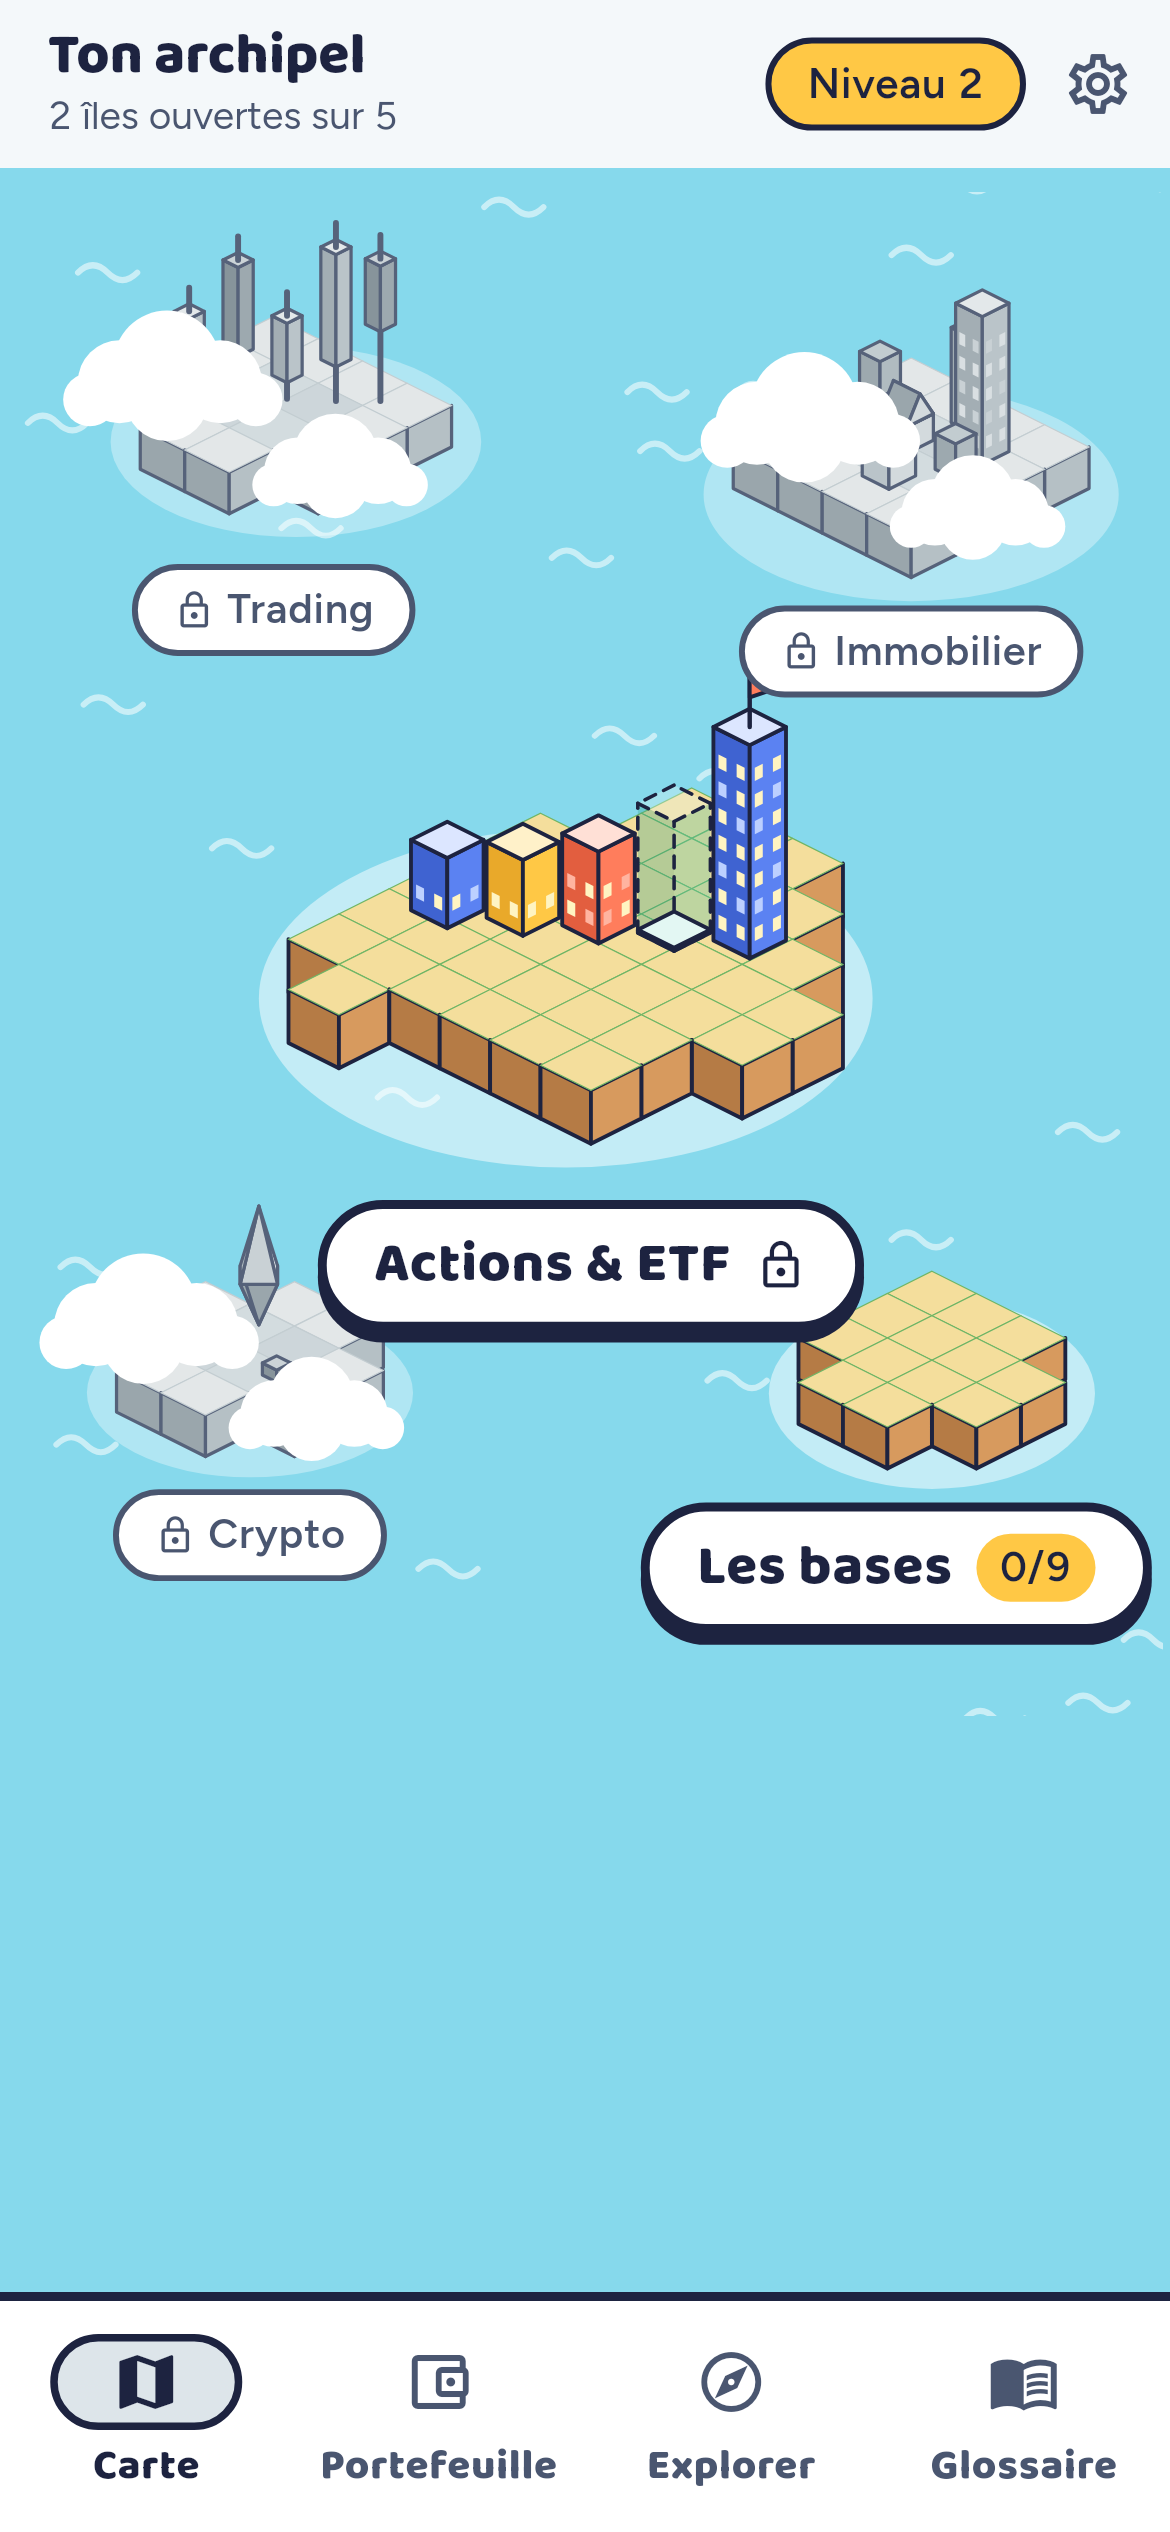 Ton archipel
2 îles ouvertes sur 5
Niveau 2
Trading
Immobilier
Actions & ETF
Crypto
Les bases 0/9
Carte
Portefeuille
Explorer
Glossaire